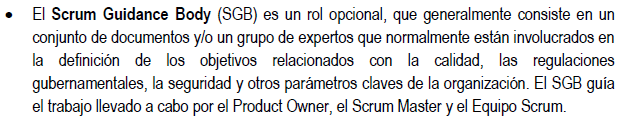 • El Scrum Guidance Body (SGB) es un rol opcional, que generalmente consiste en un
conjunto de documentos y/o un grupo de expertos que normalmente están involucrados en
la definición de los objetivos relacionados con la calidad, las regulaciones
gubernamentales, la seguridad y otros parámetros claves de la organización. El SGB guía
el trabajo llevado a cabo por el Product Owner, el Scrum Master y el Equipo Scrum.